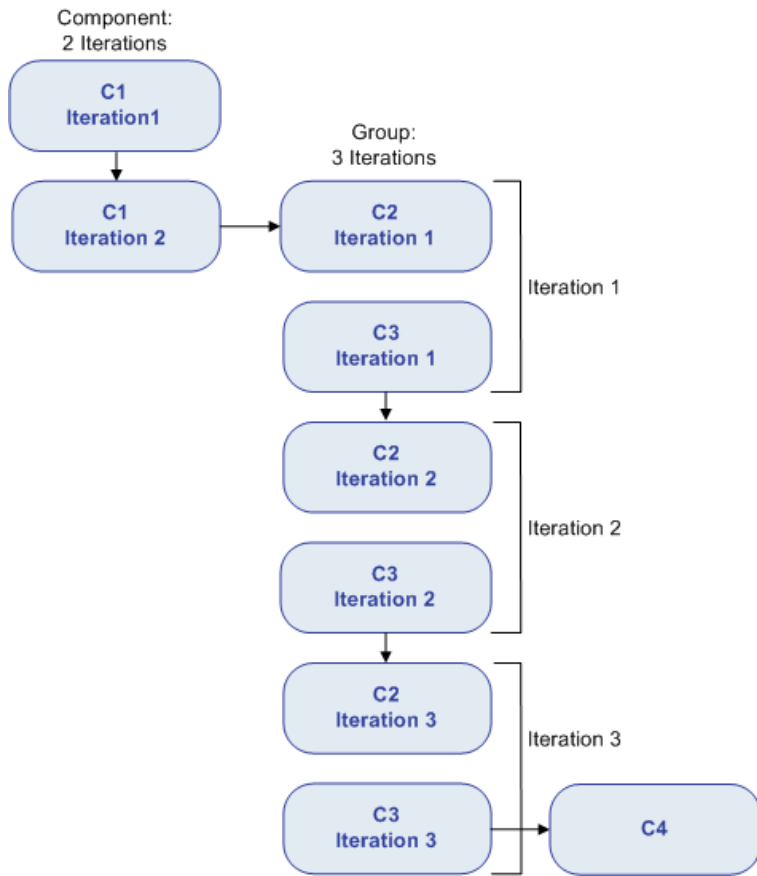 Component:
2 Iterations
C1
Iteration1
Group:
3 Iterations
C1
Iteration 2
C2
Iteration 1
Iteration 1
C3
Iteration 1
C2
Iteration 2
Iteration 2
C3
Iteration 2
C2
Iteration 3
Iteration 3
C3
Iteration 3
C4